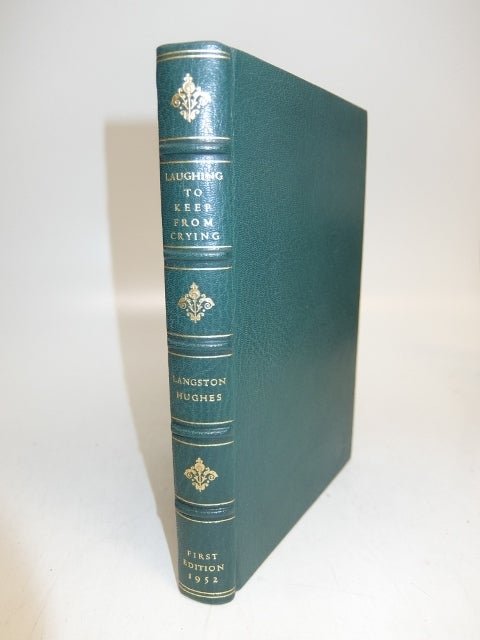 LAUGHING
TO
KEEP
FROM
CRYING
LANGSTON
HUGHES
FIRST
EDITION
1952